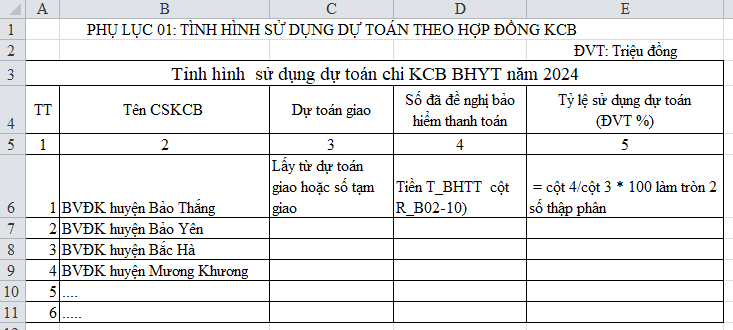 A B C D E
1 PHỤ LỤC 01: TÌNH HÌNH SỬ DỤNG DỰ TOÁN THEO HỢP ĐỒNG KCB
2 ĐVT: Triệu đồng
3 Tình hình sử dụng dự toán chi KCB BHYT năm 2024
4 TT Tên CSKCB Dự toán giao Số đã đề nghị bảo hiểm thanh toán Tỷ lệ sử dụng dự toán (ĐVT %)
5 1 2 3 4 5
6 1 BVĐK huyện Bảo Thắng Lấy từ dự toán giao hoặc số tạm giao Tiền T_BHTT cột R_B02-10) = cột 4/cột 3 * 100 làm tròn 2 số thập phân
7 2 BVĐK huyện Bảo Yên
8 3 BVĐK huyện Bắc Hà
9 4 BVĐK huyện Mương Khương
10 5 ....
11 6 .....